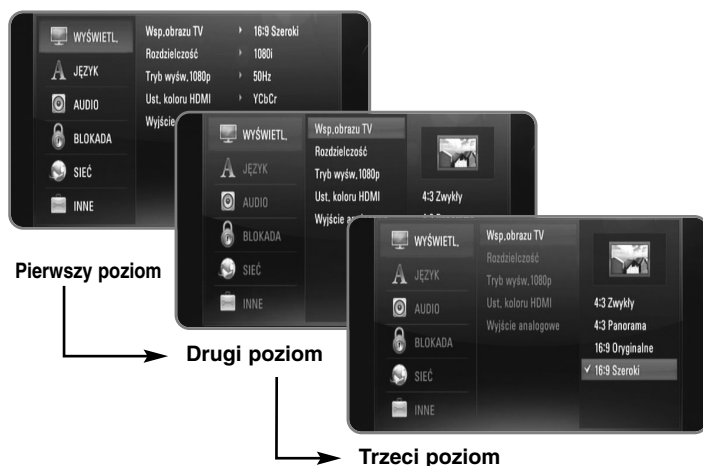 WYŚWIETL.
JĘZYK
AUDIO
BLOKADA
SIEĆ
INNE
Wsp.obrazu TV 16:9 Szeroki
Rozdzielczość 1080i
Tryb wyśw.1080p 50Hz
Ust. koloru HDMI YCbCr
Wyjście
Pierwszy poziom
WYŚWIETL.
JĘZYK
AUDIO
BLOKADA
SIEĆ
INNE
Wsp.obrazu TV
Rozdzielczość
Tryb wyśw.1080p
Ust. koloru HDMI
Wyjście
4:3 Zwykły
Drugi poziom
WYŚWIETL.
JĘZYK
AUDIO
BLOKADA
SIEĆ
INNE
Wsp.obrazu TV
Rozdzielczość
Tryb wyśw.1080p
Ust. koloru HDMI
Wyjście analogowe
4:3 Zwykły
4:3 Panorama
16:9 Oryginalne
✓ 16:9 Szeroki
Trzeci poziom